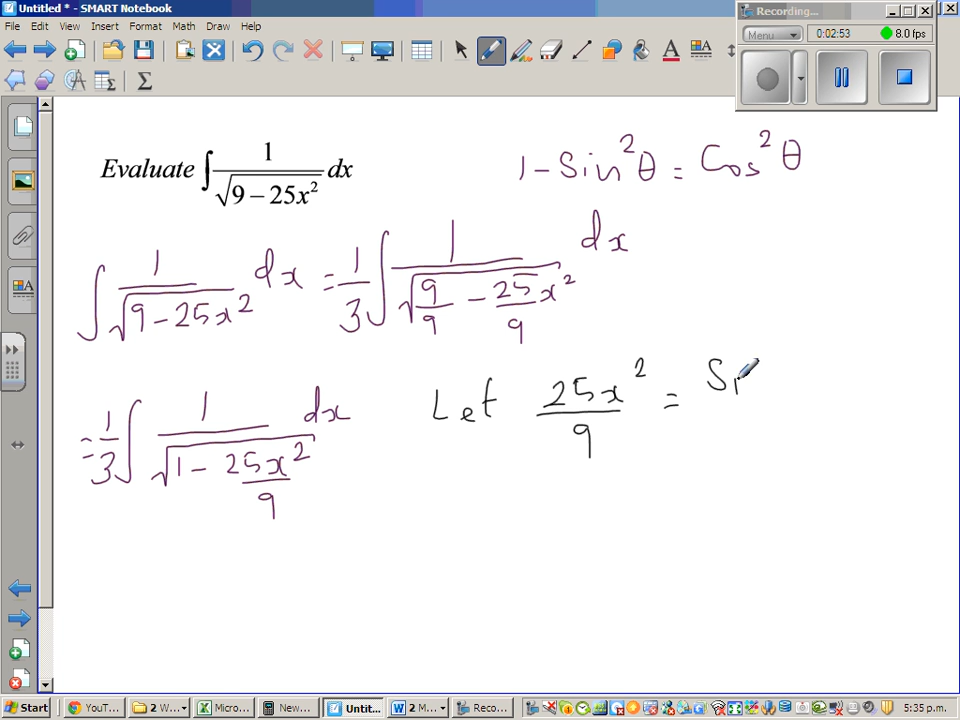 Untitled * - SMART Notebook
File Edit View Insert Format Math Draw Help
Recording...
Menu 0:02:53 8.0 fps
Evaluate ∫ 1/√(9 − 25x²) dx
1 − Sin²θ = Cos²θ
∫ 1/√(9 − 25x²) dx = 1/3 ∫ 1/√(9/9 − 25/9 x²) dx
= 1/3 ∫ 1/√(1 − 25x²/9) dx
Let 25x²/9 = Si
Start YouT... 2 W... Micro... New... Untit... 2 M... Reco... 5:35 p.m.